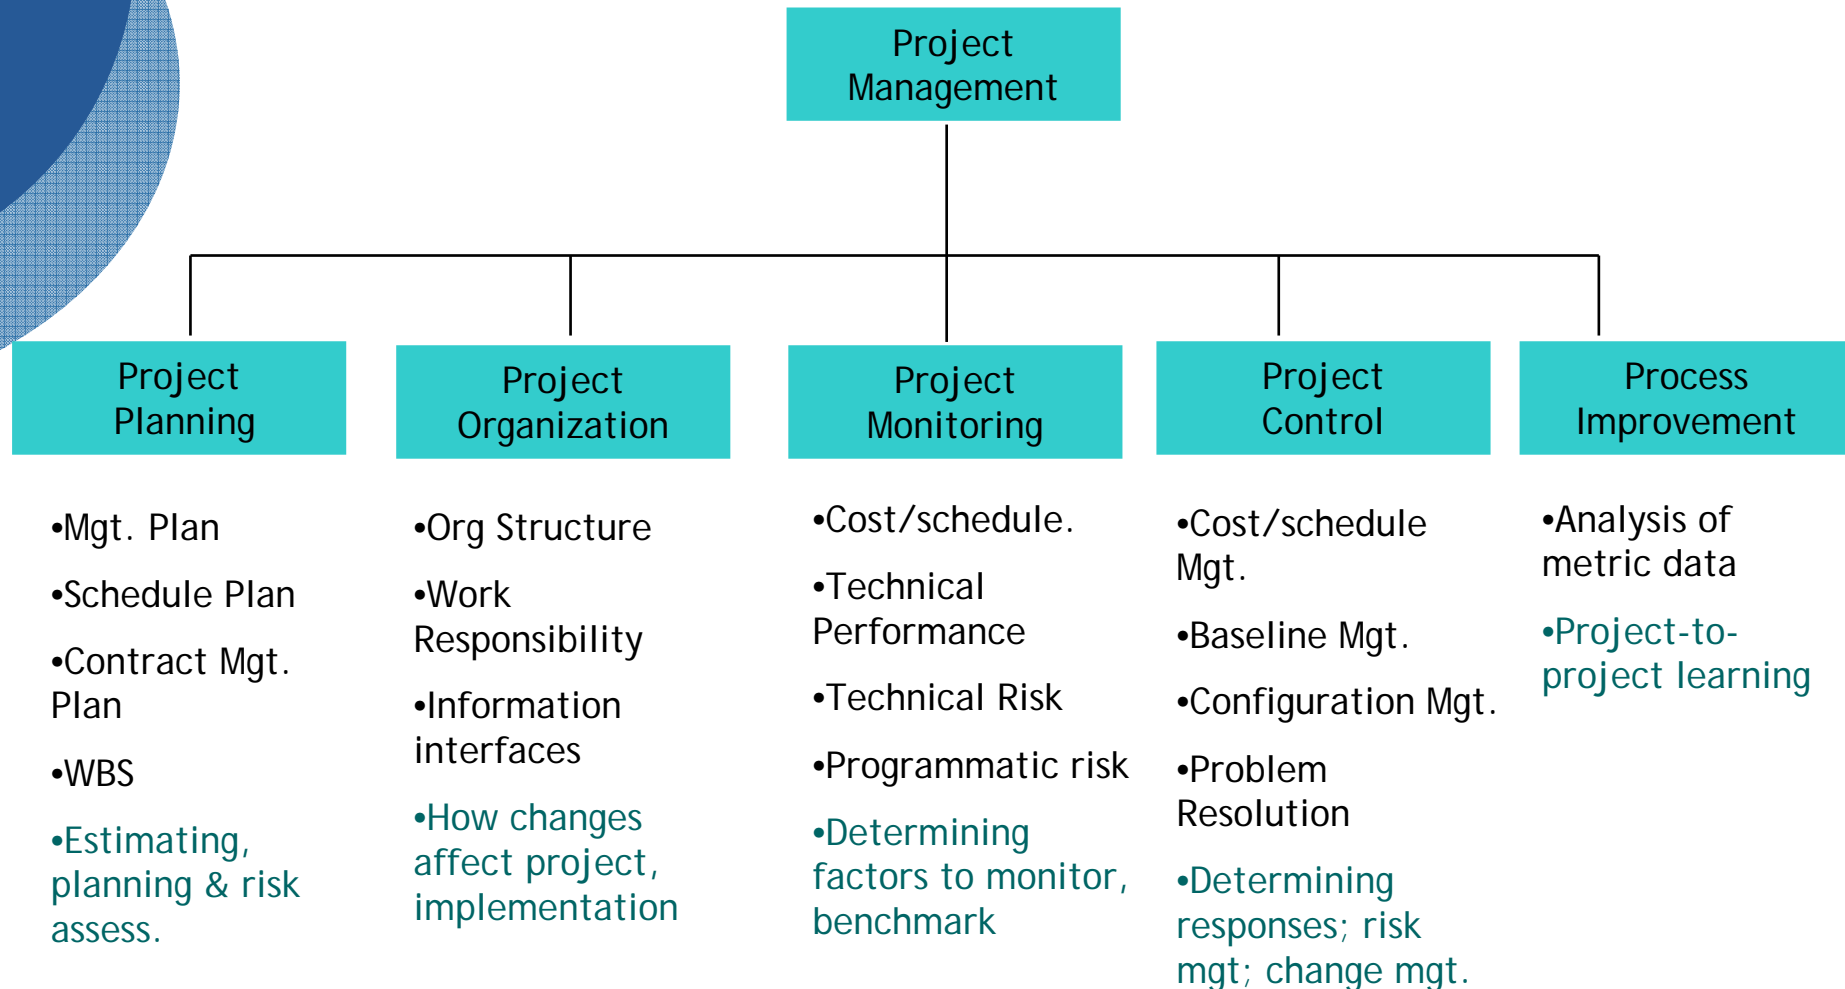 Project
Management
Project
Planning
Project
Organization
Project
Monitoring
Project
Control
Process
Improvement
•Mgt. Plan
•Schedule Plan
•Contract Mgt.
Plan
•WBS
•Estimating,
planning & risk
assess.
•Org Structure
•Work
Responsibility
•Information
interfaces
•How changes
affect project,
implementation
•Cost/schedule.
•Technical
Performance
•Technical Risk
•Programmatic risk
•Determining
factors to monitor,
benchmark
•Cost/schedule
Mgt.
•Baseline Mgt.
•Configuration Mgt.
•Problem
Resolution
•Determining
responses; risk
mgt; change mgt.
•Analysis of
metric data
•Project-to-
project learning